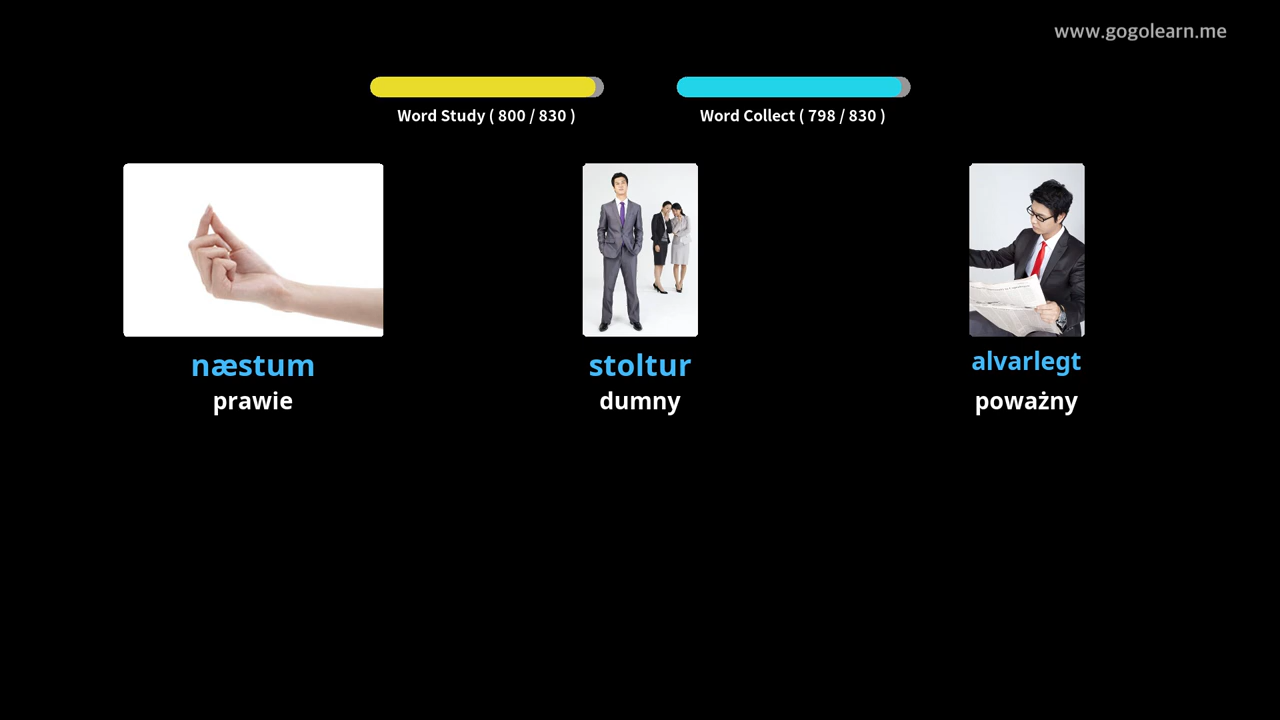 www.gogolearn.me
Word Study ( 800 / 830 )
Word Collect ( 798 / 830 )
næstum
prawie
stoltur
dumny
alvarlegt
poważny